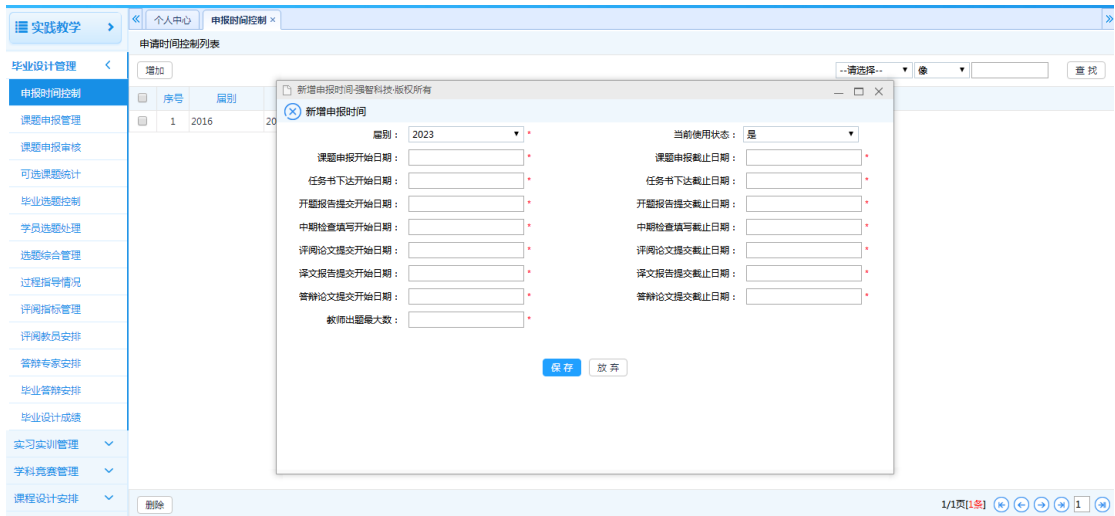 实践教学
个人中心 申报时间控制 ×
申请时间控制列表
毕业设计管理
增加 --请选择-- 像 查 找
申报时间控制
课题申报管理
课题申报审核
可选课题统计
毕业选题控制
学员选题处理
选题综合管理
过程指导情况
评阅指标管理
评阅教员安排
答辩专家安排
毕业答辩安排
毕业设计成绩
实习实训管理
学科竞赛管理
课程设计安排
序号 届别
1 2016 20
新增申报时间-强智科技-版权所有
新增申报时间
届别： 2023 * 当前使用状态： 是
课题申报开始日期： * 课题申报截止日期： *
任务书下达开始日期： * 任务书下达截止日期： *
开题报告提交开始日期： * 开题报告提交截止日期： *
中期检查填写开始日期： * 中期检查填写截止日期： *
评阅论文提交开始日期： * 评阅论文提交截止日期： *
译文报告提交开始日期： * 译文报告提交截止日期： *
答辩论文提交开始日期： * 答辩论文提交截止日期： *
教师出题最大数： *
保 存 放 弃
删除 1/1页[1条] 1